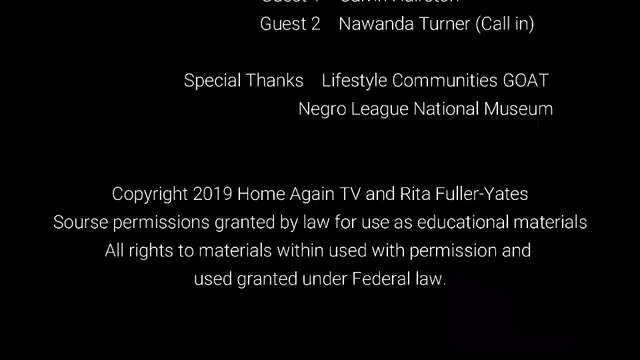 Guest 2 Nawanda Turner (Call in)
Special Thanks Lifestyle Communities GOAT
Negro League National Museum
Copyright 2019 Home Again TV and Rita Fuller-Yates
Sourse permissions granted by law for use as educational materials
All rights to materials within used with permission and
used granted under Federal law.